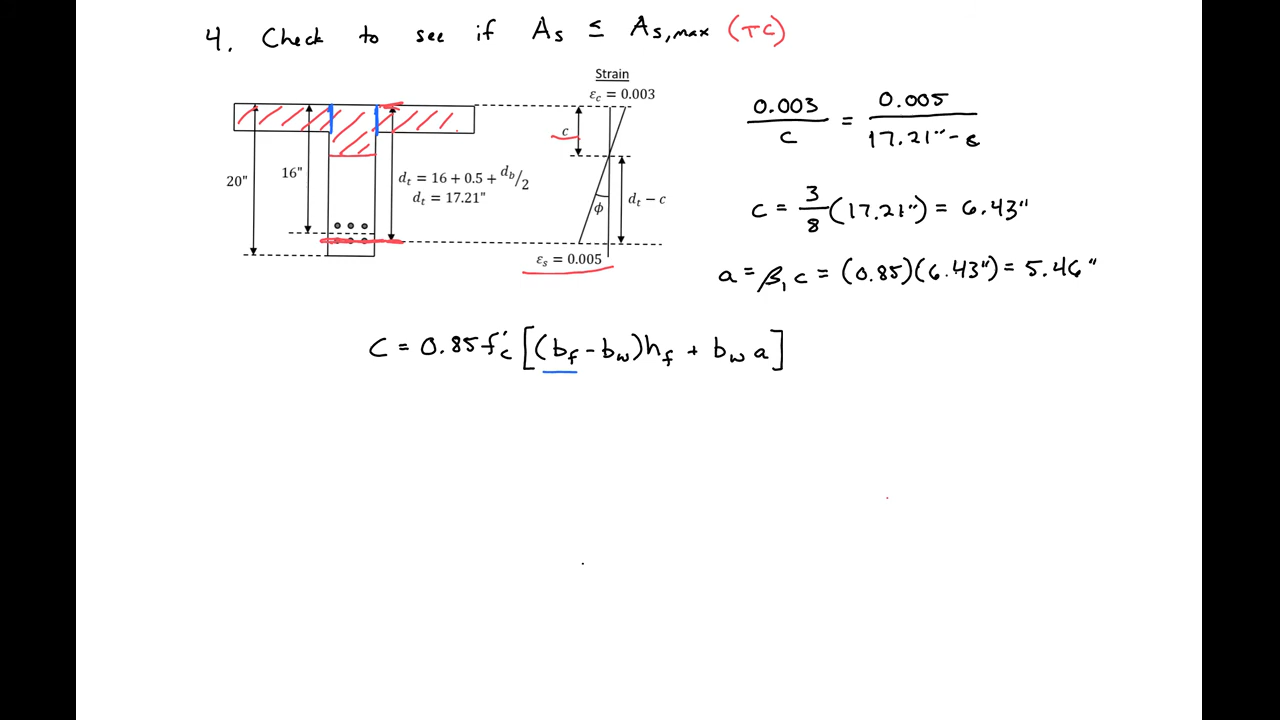 4. Check to see if As ≤ As,max (TC)
Strain
εc = 0.003
c
20"
16"
dt = 16 + 0.5 + db/2
dt = 17.21"
ϕ
dt − c
εs = 0.005
0.003/c = 0.005/17.21"-c
c = 3/8 (17.21") = 6.43"
a = β1 c = (0.85)(6.43") = 5.46"
C = 0.85f'c [(bf - bw)hf + bw a]